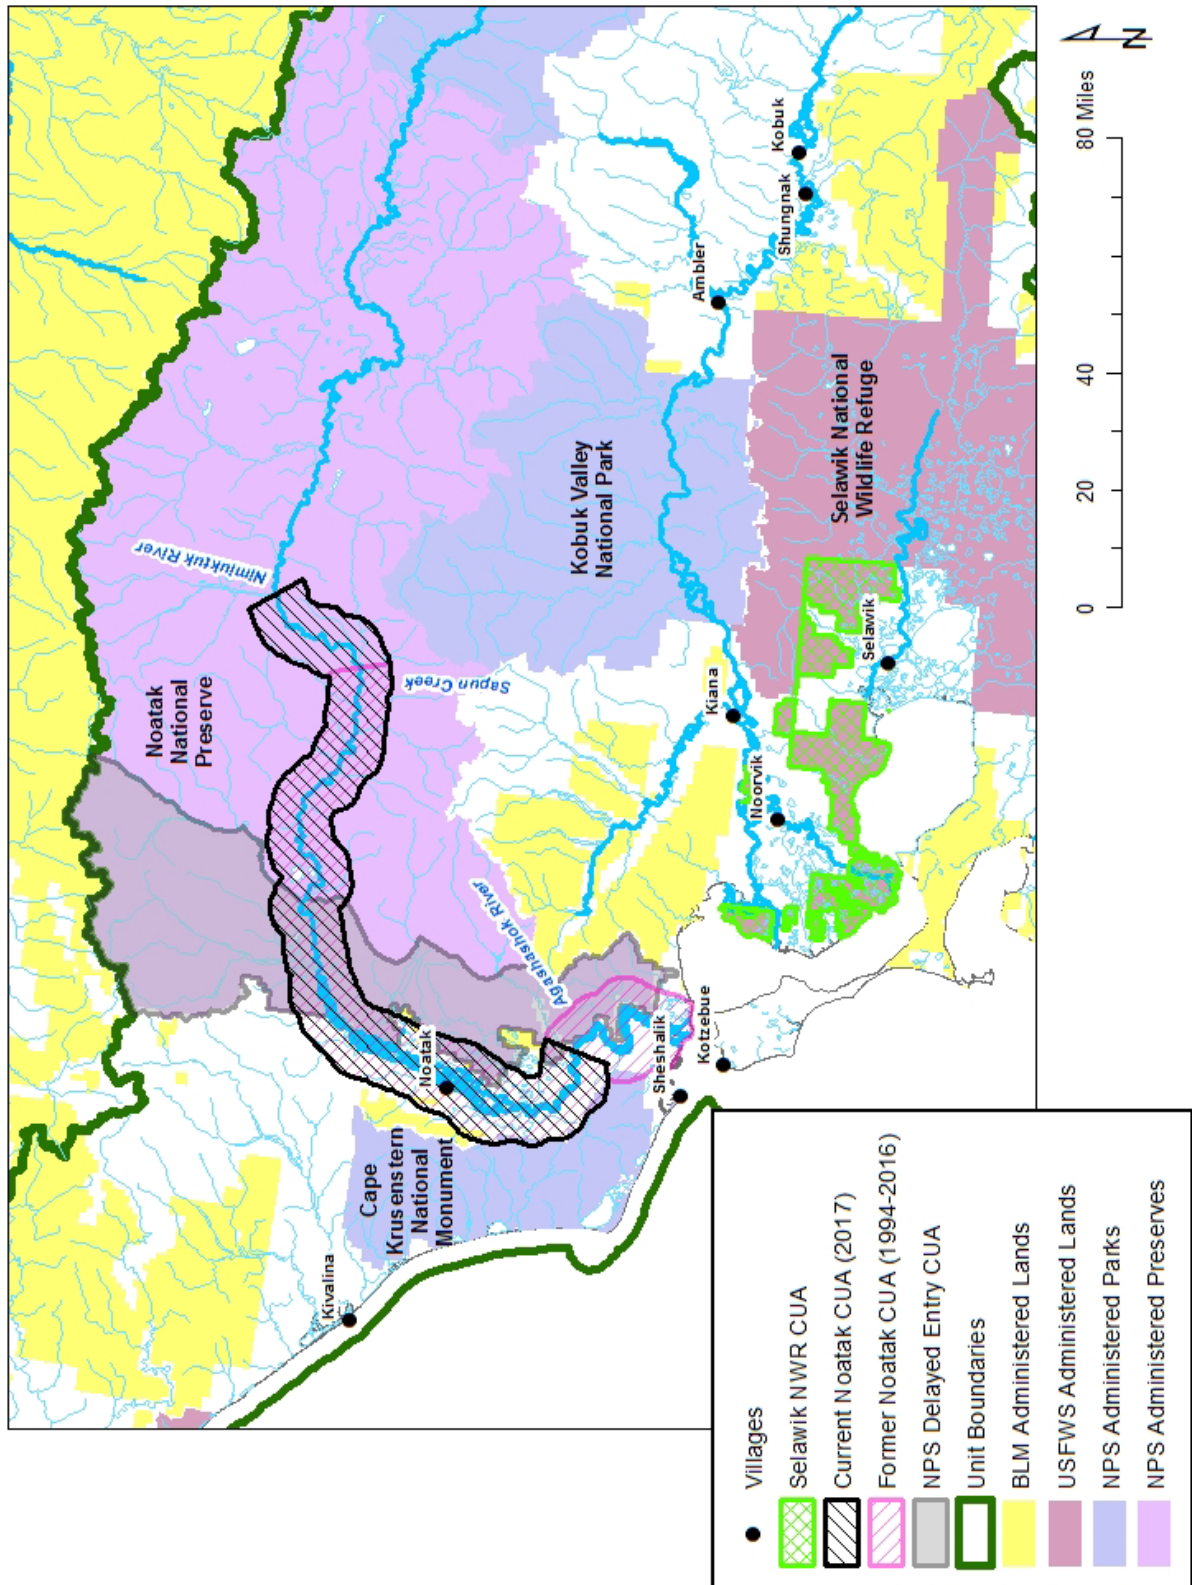 Noatak
National
Preserve
Nimiuktuk River
Sapun Creek
Agashashok River
Kivalina
Cape
Krusenstern
National
Monument
Noatak
Sheshalik
Kotzebue
Noorvik
Kiana
Selawik
Kobuk Valley
National Park
Selawik National
Wildlife Refuge
Ambler
Shungnak
Kobuk
0
20
40
80 Miles
N
Villages
Selawik NWR CUA
Current Noatak CUA (2017)
Former Noatak CUA (1994-2016)
NPS Delayed Entry CUA
Unit Boundaries
BLM Administered Lands
USFWS Administered Lands
NPS Administered Parks
NPS Administered Preserves